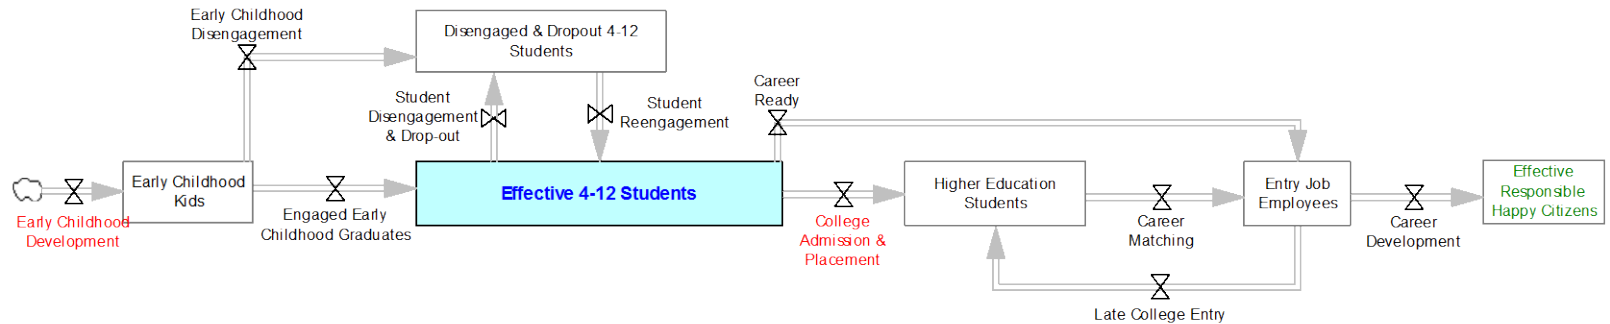 Early Childhood
Disengagement
Disengaged & Dropout 4-12
Students
Student
Disengagement
& Drop-out
Student
Reengagement
Career
Ready
Early Childhood
Kids
Early Childhood
Development
Engaged Early
Childhood Graduates
Effective 4-12 Students
College
Admission &
Placement
Higher Education
Students
Career
Matching
Entry Job
Employees
Career
Development
Effective
Responsible
Happy Citizens
Late College Entry